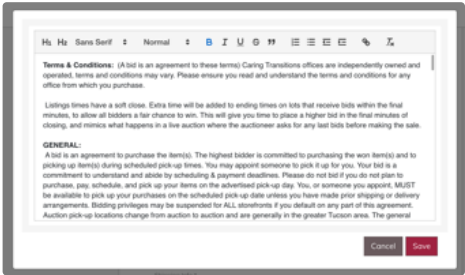 H1 H2 Sans Serif Normal B I U S
Terms & Conditions: (A bid is an agreement to these terms) Caring Transitions offices are independently owned and
operated, terms and conditions may vary. Please ensure you read and understand the terms and conditions for any
office from which you purchase.
Listings times have a soft close. Extra time will be added to ending times on lots that receive bids within the final
minutes, to allow all bidders a fair chance to win. This will give you time to place a higher bid in the final minutes of
closing, and mimics what happens in a live auction where the auctioneer asks for any last bids before making the sale.
GENERAL:
A bid is an agreement to purchase the item(s). The highest bidder is committed to purchasing the won item(s) and to
picking up item(s) during scheduled pick-up times. You may appoint someone to pick it up for you. Your bid is a
commitment to understand and abide by scheduling & payment deadlines. Please do not bid if you do not plan to
purchase, pay, schedule, and pick up your items on the advertised pick-up day. You, or someone you appoint, MUST
be available to pick up your purchases on the scheduled pick-up date unless you have made prior shipping or delivery
arrangements. Bidding privileges may be suspended for ALL storefronts if you default on any part of this agreement.
Auction pick-up locations change from auction to auction and are generally in the greater Tucson area. The general
Cancel Save